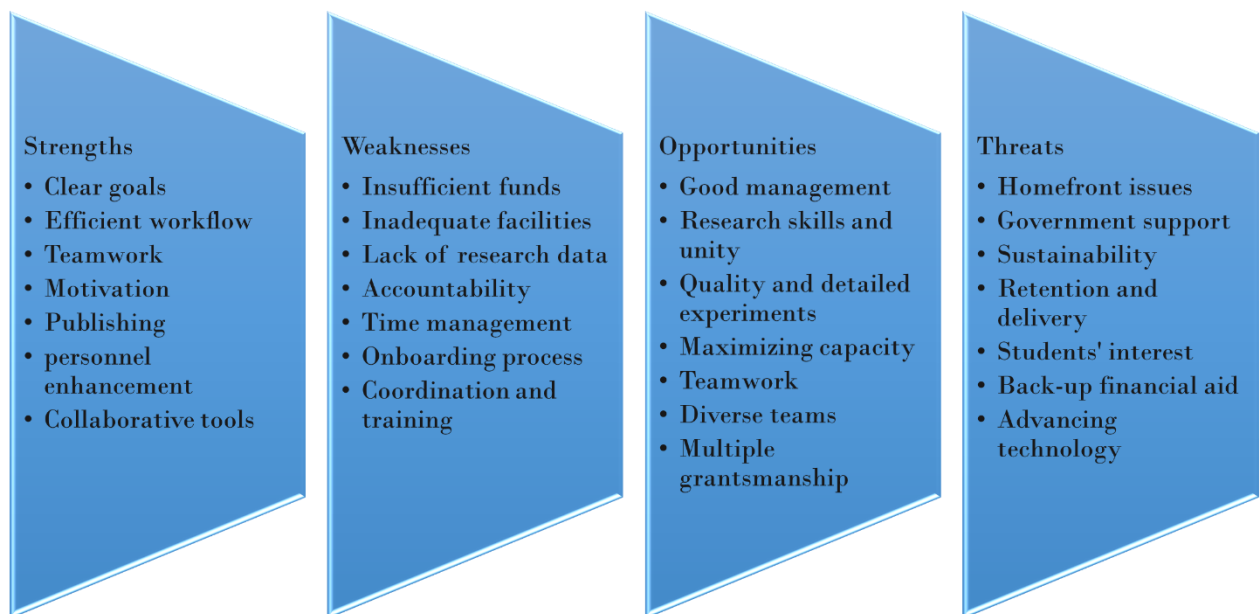 Strengths
• Clear goals
• Efficient workflow
• Teamwork
• Motivation
• Publishing
• personnel
enhancement
• Collaborative tools
Weaknesses
• Insufficient funds
• Inadequate facilities
• Lack of research data
• Accountability
• Time management
• Onboarding process
• Coordination and
training
Opportunities
• Good management
• Research skills and
unity
• Quality and detailed
experiments
• Maximizing capacity
• Teamwork
• Diverse teams
• Multiple
grantsmanship
Threats
• Homefront issues
• Government support
• Sustainability
• Retention and
delivery
• Students' interest
• Back-up financial aid
• Advancing
technology